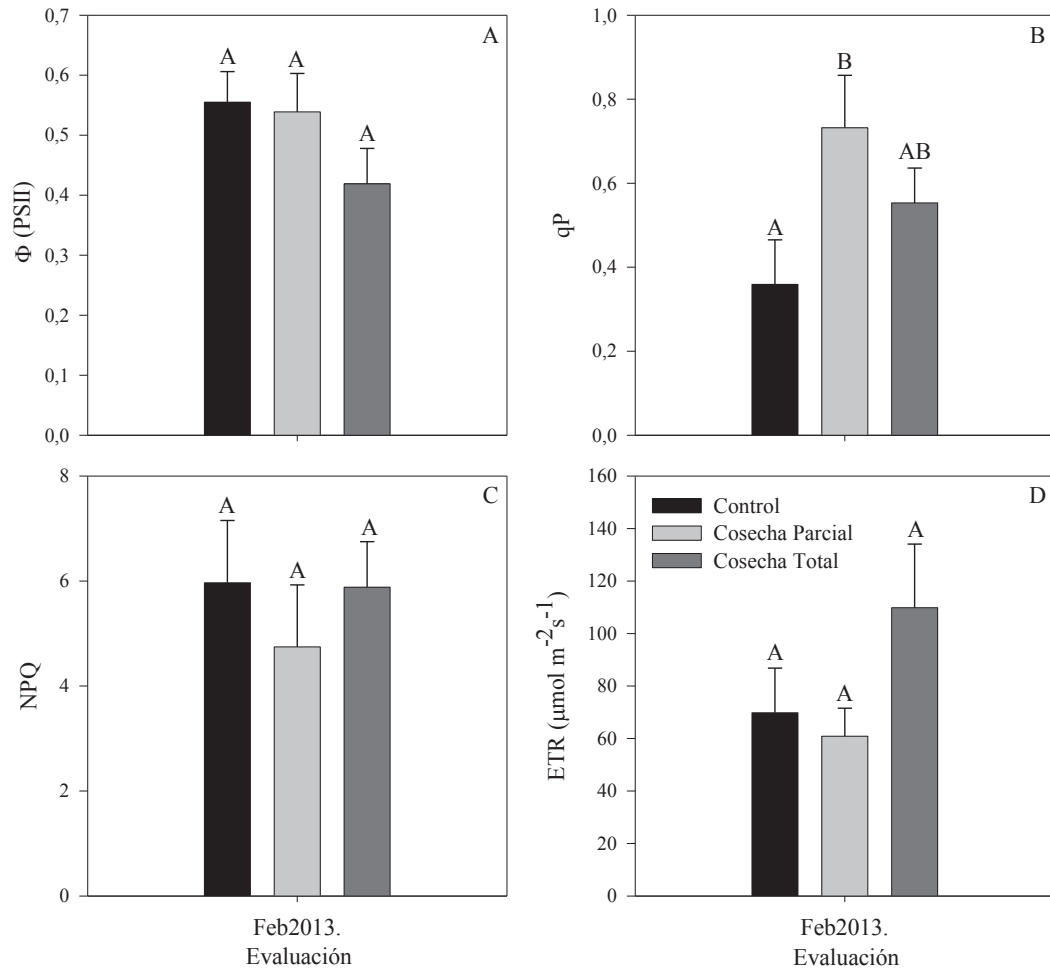 A
0,7
0,6
0,5
0,4
0,3
0,2
0,1
0,0
Φ (PSII)
A
A
A
B
1,0
0,8
0,6
0,4
0,2
0,0
qP
A
B
AB
C
8
6
4
2
0
NPQ
A
A
A
Feb2013.
Evaluación
D
160
140
120
100
80
60
40
20
0
ETR (µmol m⁻²s⁻¹)
Control
Cosecha Parcial
Cosecha Total
A
A
A
Feb2013.
Evaluación